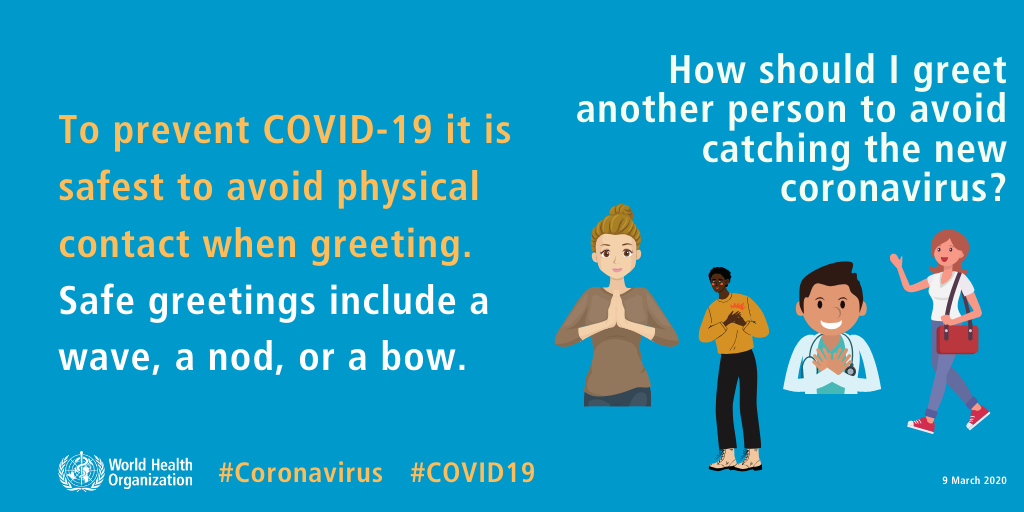 How should I greet
another person to avoid
catching the new
coronavirus?
To prevent COVID-19 it is
safest to avoid physical
contact when greeting.
Safe greetings include a
wave, a nod, or a bow.
World Health
Organization
#Coronavirus #COVID19
9 March 2020